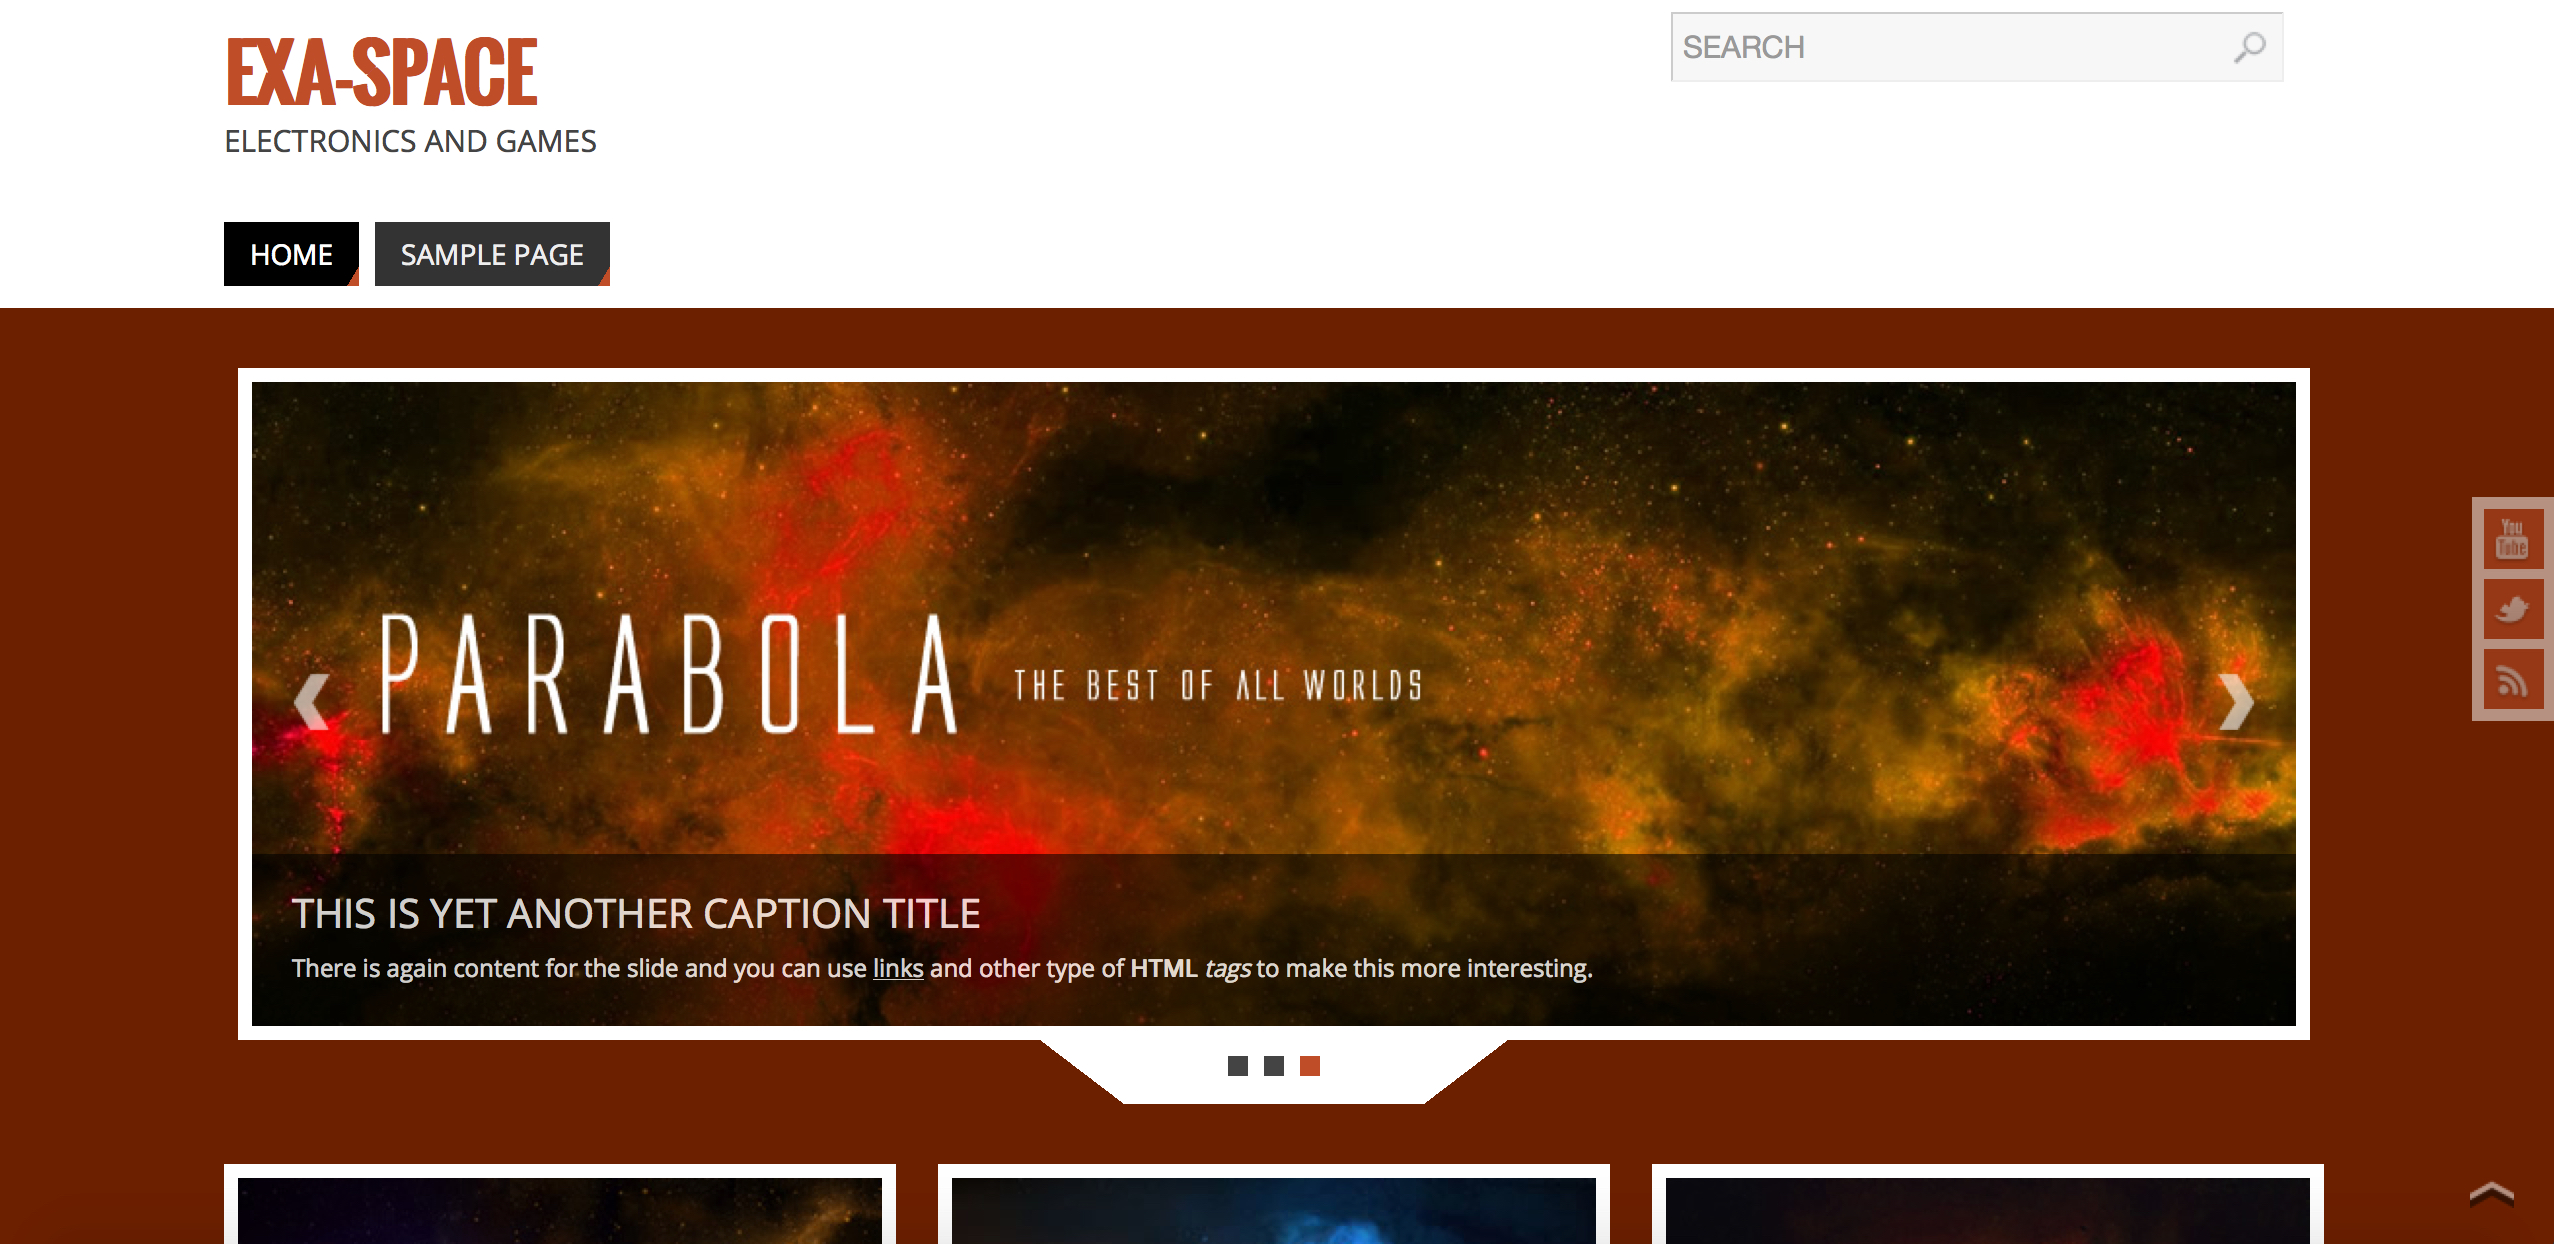 EXA-SPACE
SEARCH
ELECTRONICS AND GAMES
HOME SAMPLE PAGE
PARABOLA THE BEST OF ALL WORLDS
THIS IS YET ANOTHER CAPTION TITLE
There is again content for the slide and you can use links and other type of HTML tags to make this more interesting.
You
Tube